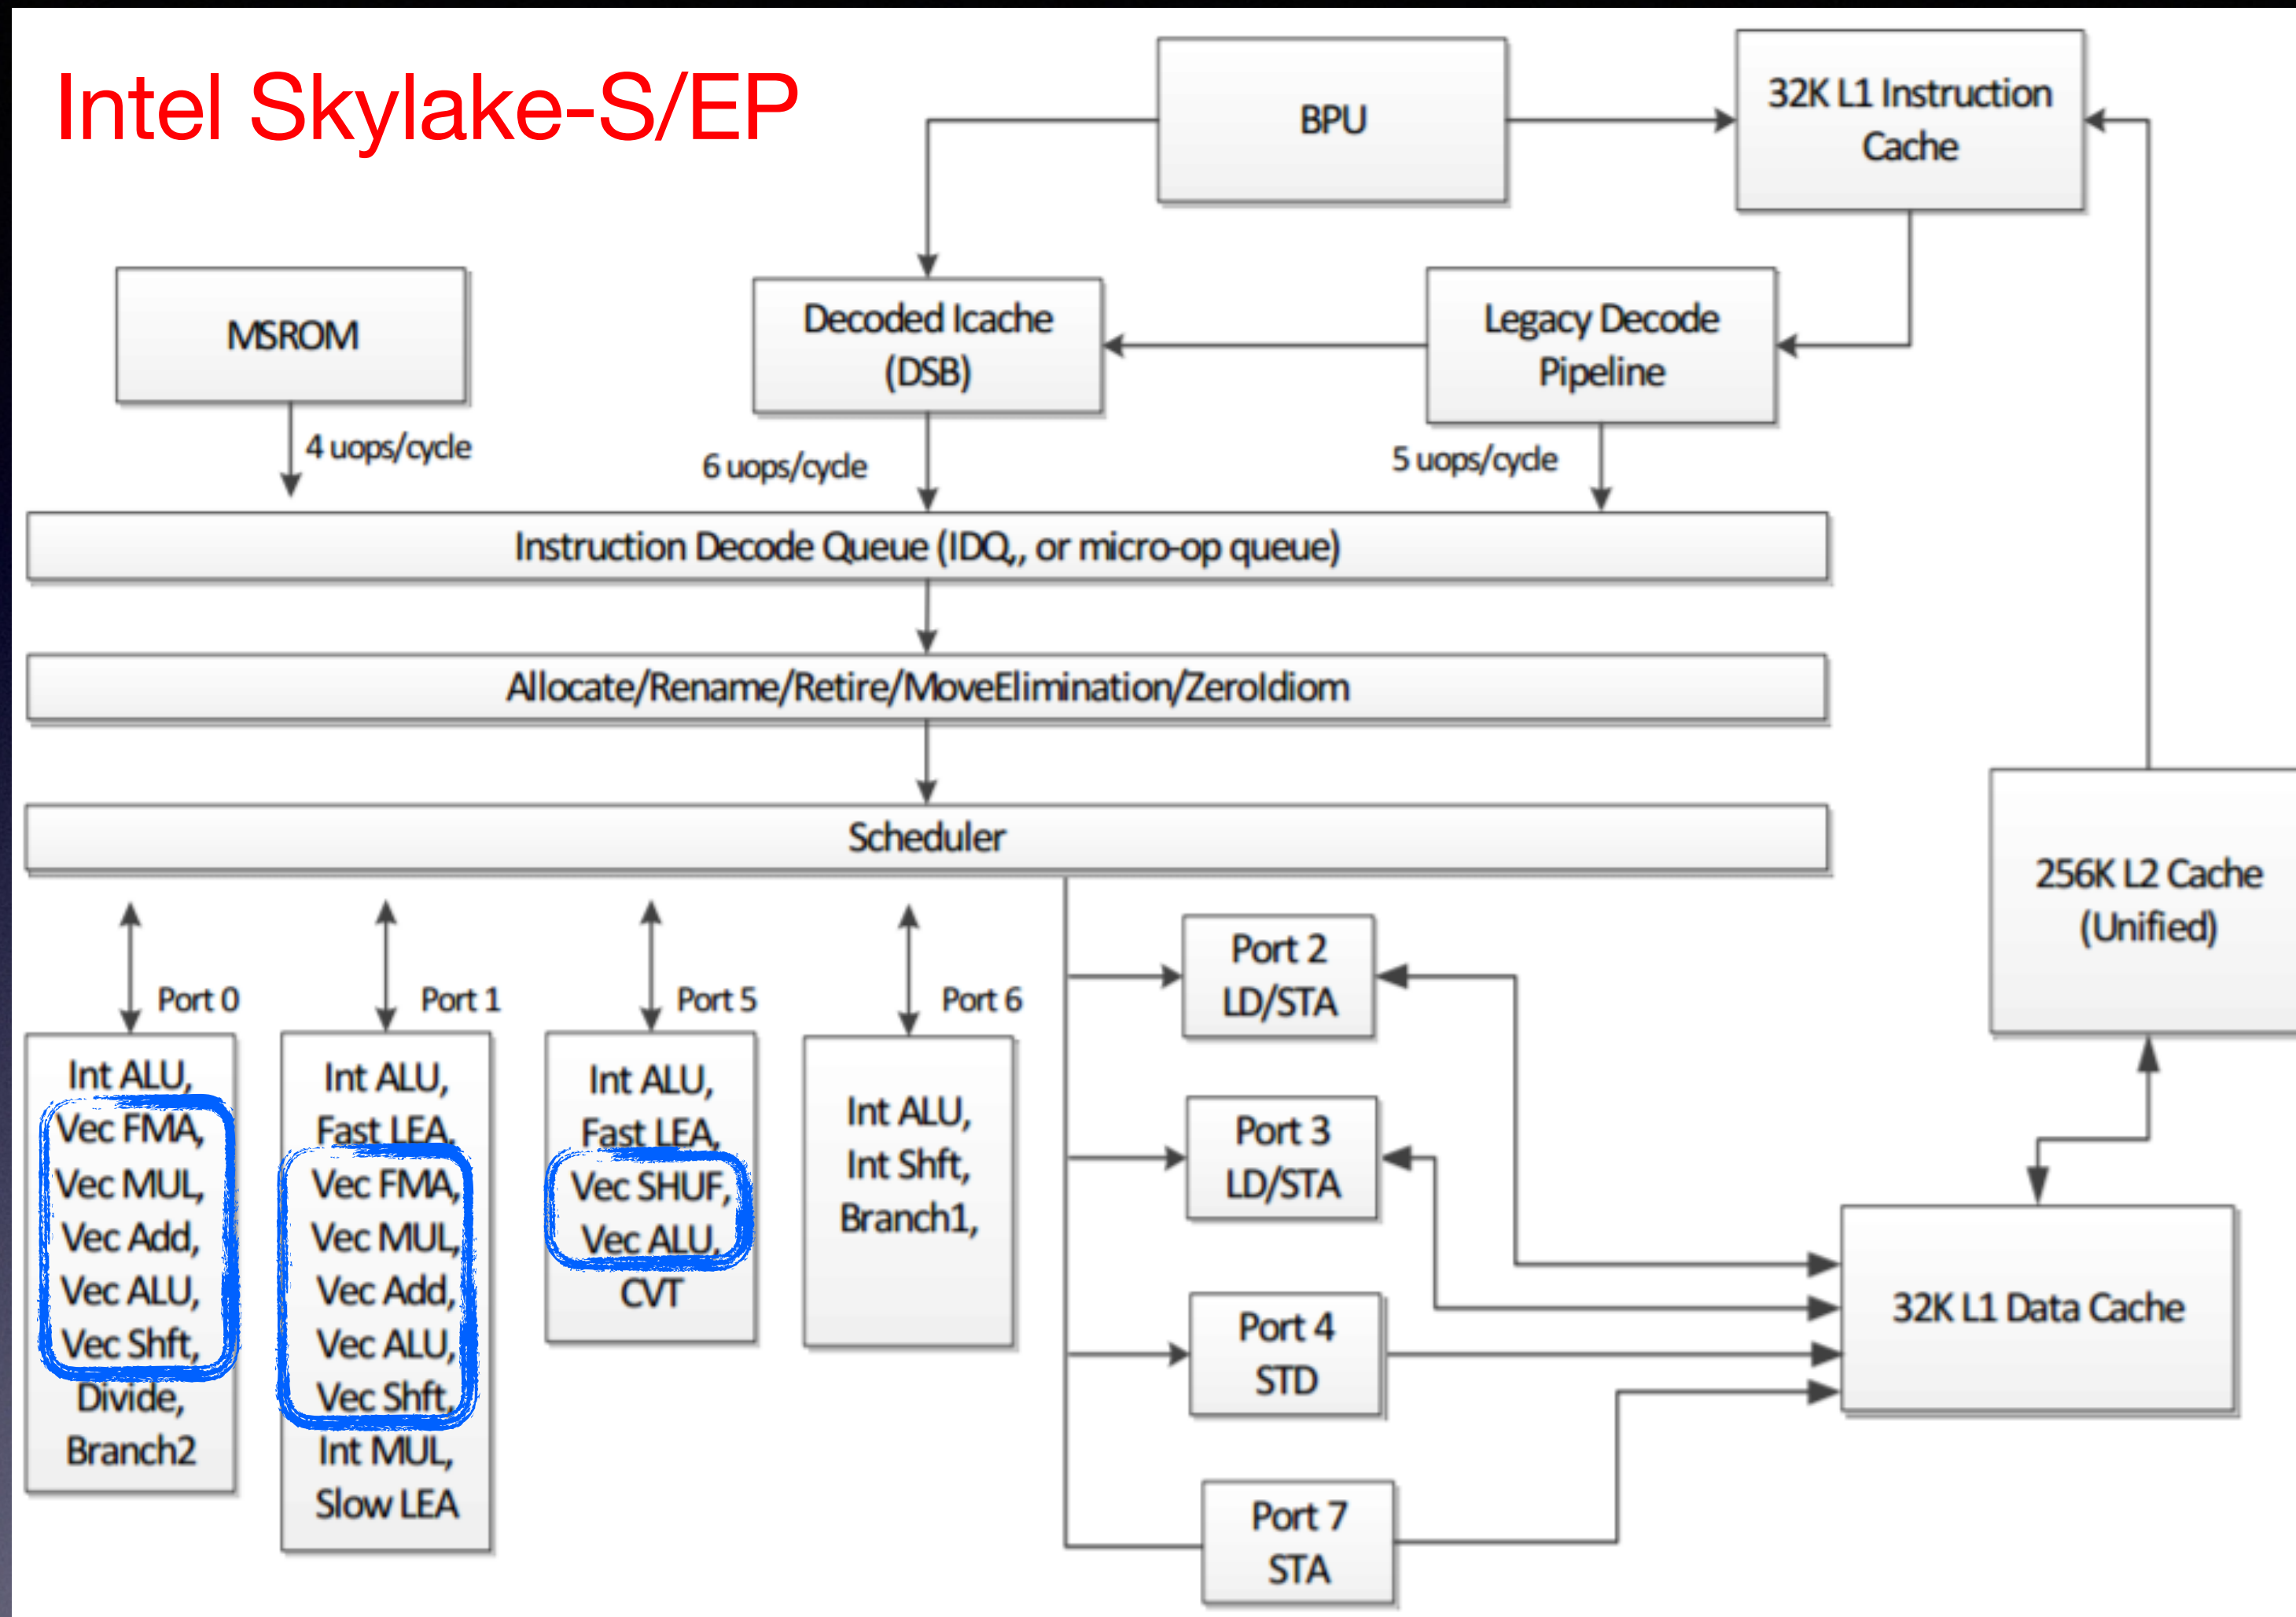 Intel Skylake-S/EP
BPU
32K L1 Instruction
Cache
MSROM
Decoded Icache
(DSB)
Legacy Decode
Pipeline
4 uops/cycle
6 uops/cycle
5 uops/cycle
Instruction Decode Queue (IDQ,, or micro-op queue)
Allocate/Rename/Retire/MoveElimination/ZeroIdiom
Scheduler
256K L2 Cache
(Unified)
Port 0
Int ALU,
Vec FMA,
Vec MUL,
Vec Add,
Vec ALU,
Vec Shft,
Divide,
Branch2
Port 1
Int ALU,
Fast LEA,
Vec FMA,
Vec MUL,
Vec Add,
Vec ALU,
Vec Shft,
Int MUL,
Slow LEA
Port 5
Int ALU,
Fast LEA,
Vec SHUF,
Vec ALU,
CVT
Port 6
Int ALU,
Int Shft,
Branch1,
Port 2
LD/STA
Port 3
LD/STA
Port 4
STD
Port 7
STA
32K L1 Data Cache